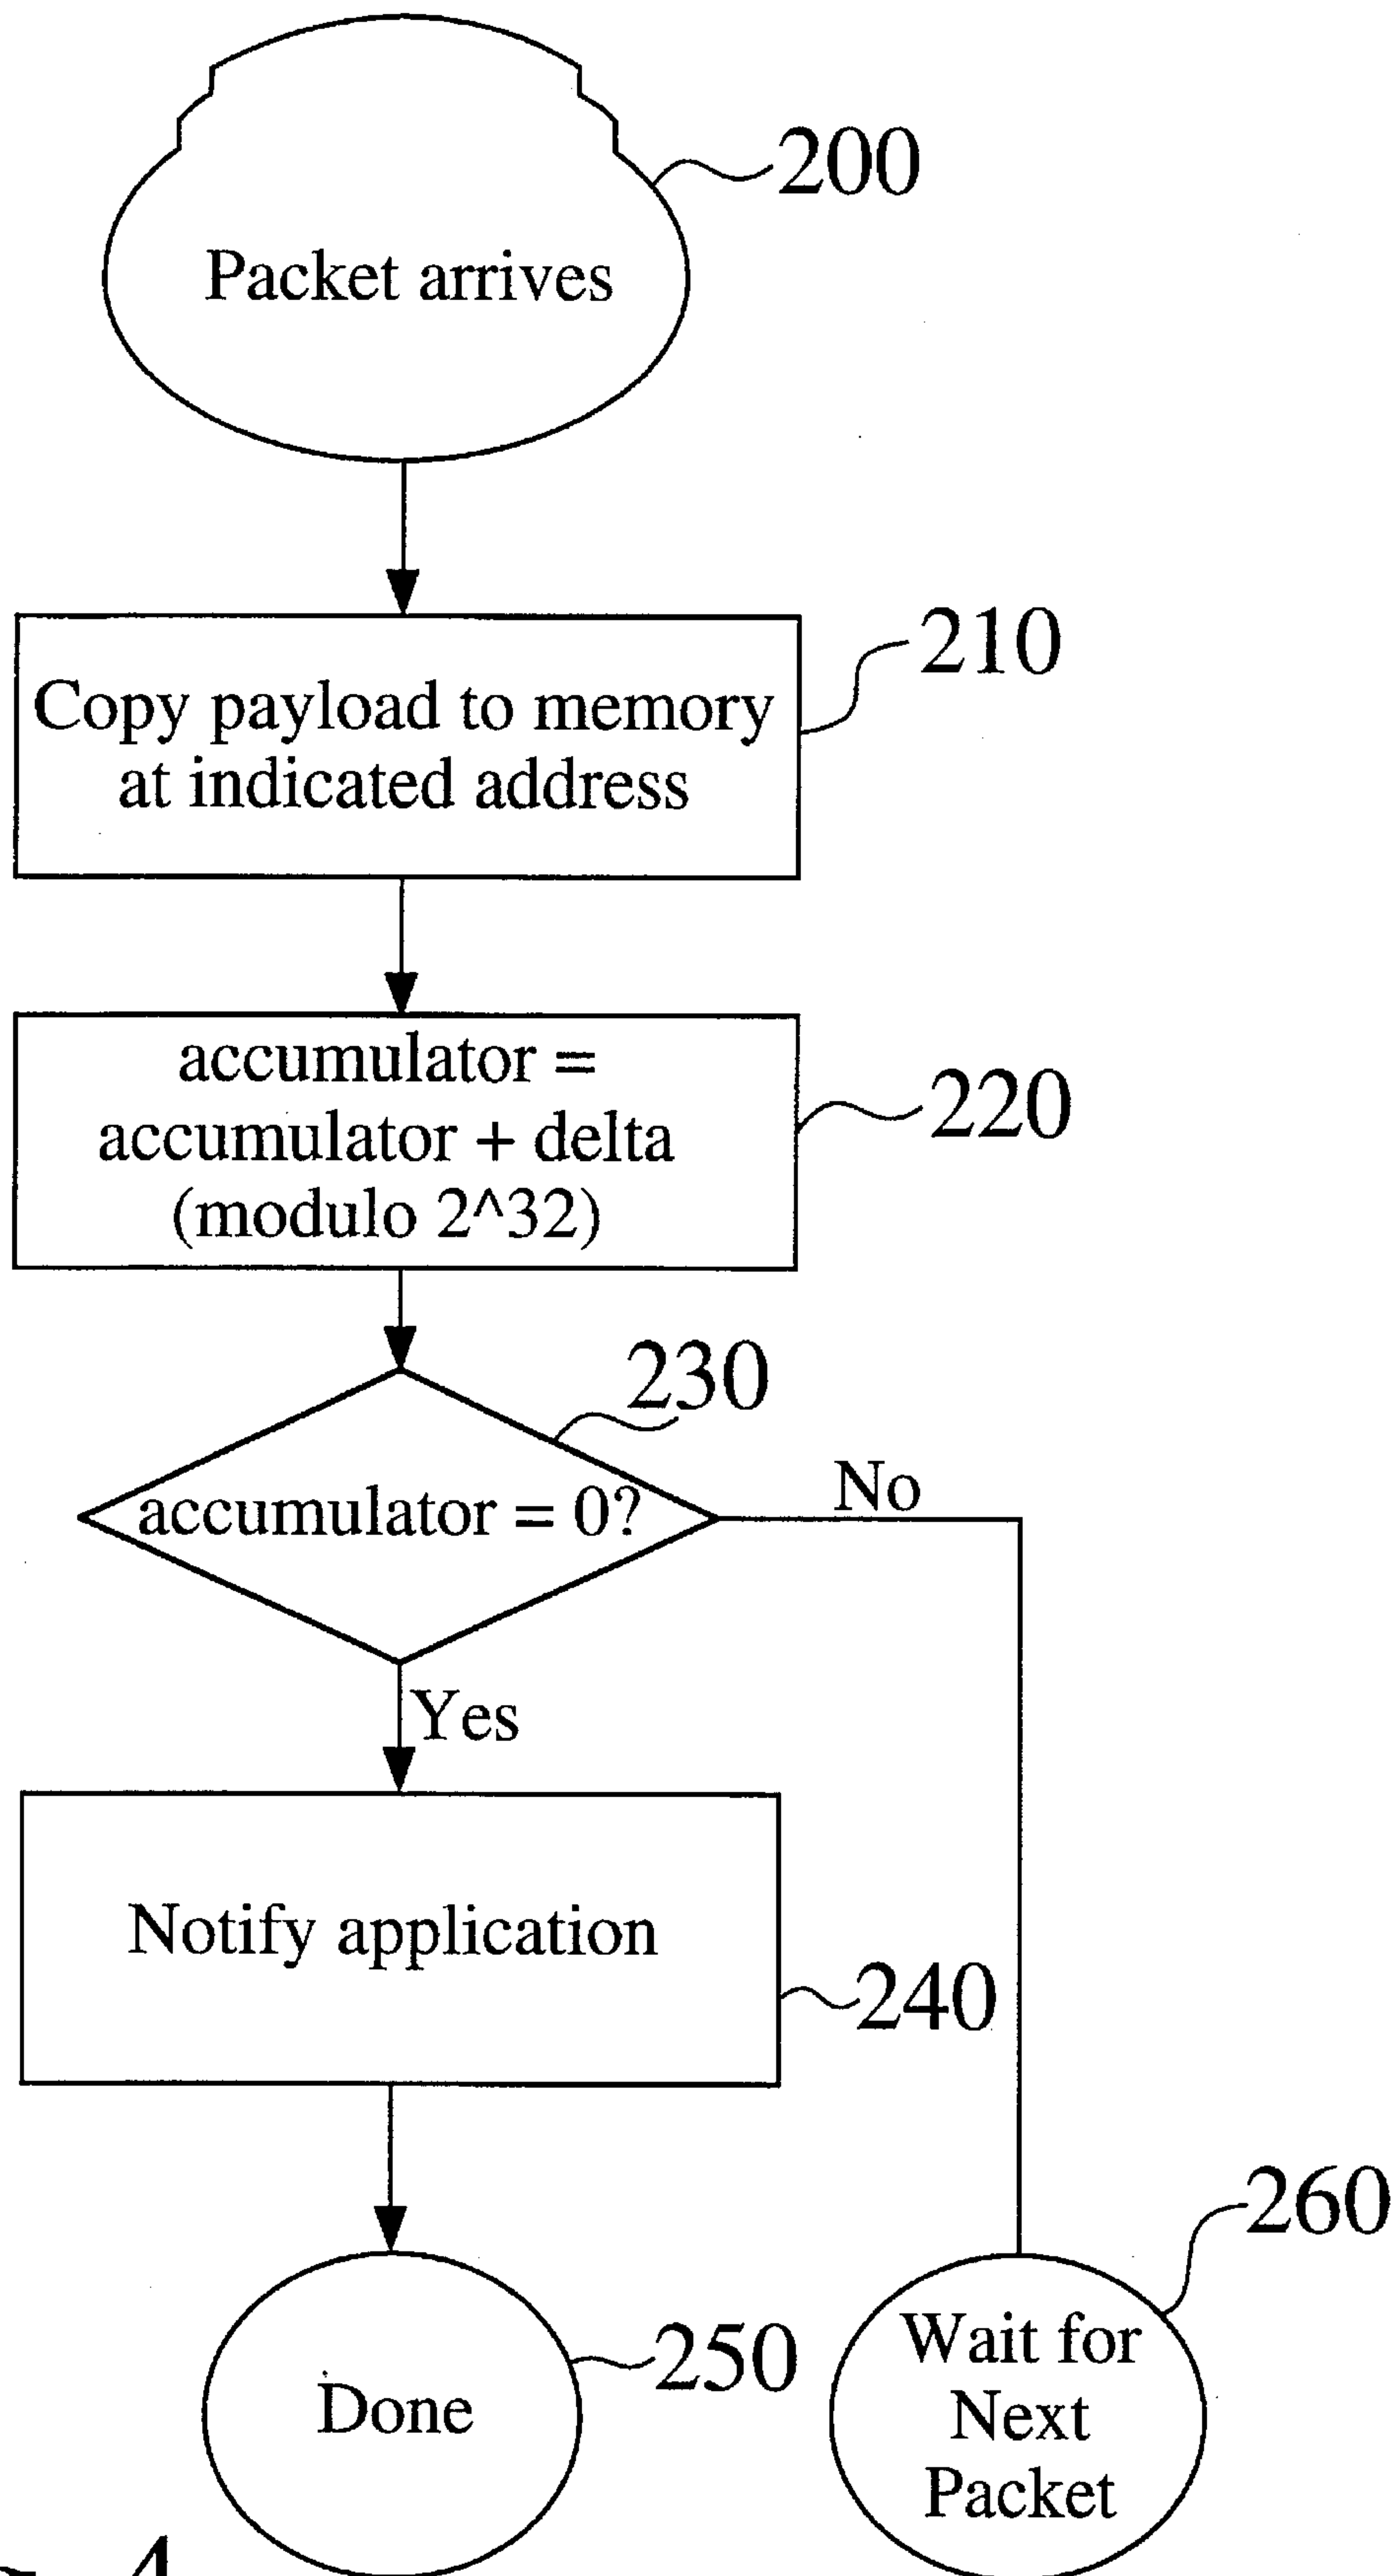 200
Packet arrives
210
Copy payload to memory
at indicated address
accumulator =
accumulator + delta
(modulo 2^32)
220
230
No
accumulator = 0?
Yes
Notify application
240
260
250
Done
Wait for
Next
Packet
4